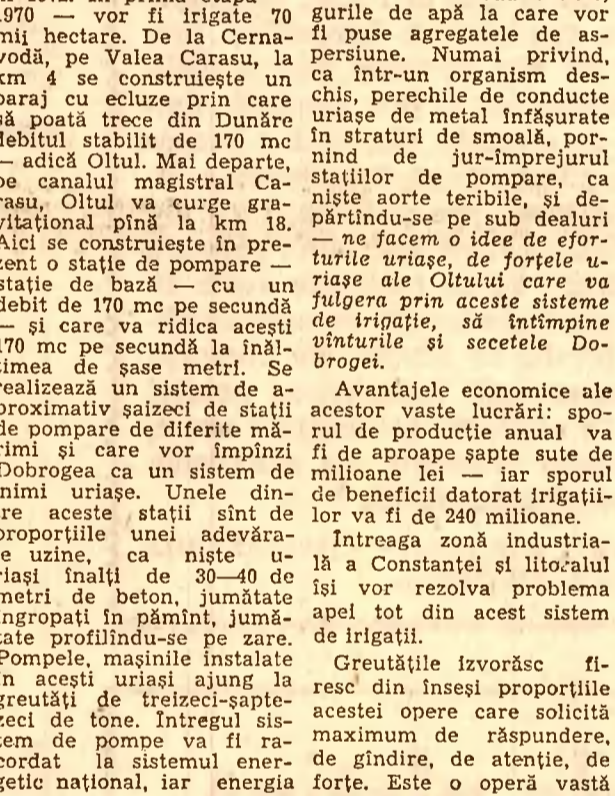 1970 — vor fi irigate 70
mii hectare. De la Cerna-
vodă, pe Valea Carasu, la
km 4 se construiește un
baraj cu ecluze prin care
să poată trece din Dunăre
debitul stabilit de 170 mc
— adică Oltul. Mai departe,
pe canalul magistral Ca-
rasu, Oltul va curge gra-
vitațional pînă la km 18.
Aici se construiește în pre-
zent o stație de pompare —
stație de bază — cu un
debit de 170 mc pe secundă
— și care va ridica acești
170 mc pe secundă la înăl-
țimea de șase metri. Se
realizează un sistem de a-
proximativ șaizeci de stații
de pompare de diferite mă-
rimi și care vor împînzi
Dobrogea ca un sistem de
inimi uriașe. Unele din-
re aceste stații sînt de
proporțiile unei adevăra-
e uzine, ca niște u-
riași înalți de 30—40 de
metri de beton, jumătate
îngropați în pămînt, jumă-
tate profilîndu-se pe zare.
Pompele, mașinile instalate
în acești uriași ajung la
greutăți de treizeci-șapte-
zeci de tone. Întregul sis-
tem de pompe va fi ra-
cordat la sistemul ener-
getic național, iar energia
gurile de apă la care vor
fi puse agregatele de as-
persiune. Numai privind,
ca într-un organism des-
chis, perechile de conducte
uriașe de metal înfășurate
în straturi de smoală, por-
nind de jur-împrejurul
stațiilor de pompare, ca
niște aorte teribile, și de-
părtîndu-se pe sub dealuri
— ne facem o idee de efor-
turile uriașe, de forțele u-
riașe ale Oltului care va
fulgera prin aceste sisteme
de irigație, să întîmpine
vînturile și secetele Do-
brogei.
Avantajele economice ale
acestor vaste lucrări: spo-
rul de producție anual va
fi de aproape șapte sute de
milioane lei — iar sporul
de beneficii datorat irigații-
lor va fi de 240 milioane.
Întreaga zonă industria-
lă a Constanței și litoralul
își vor rezolva problema
apei tot din acest sistem
de irigații.
Greutățile izvorăsc fi-
resc din înseși proporțiile
acestei opere care solicită
maximum de răspundere,
de gîndire, de atenție, de
forțe. Este o operă vastă